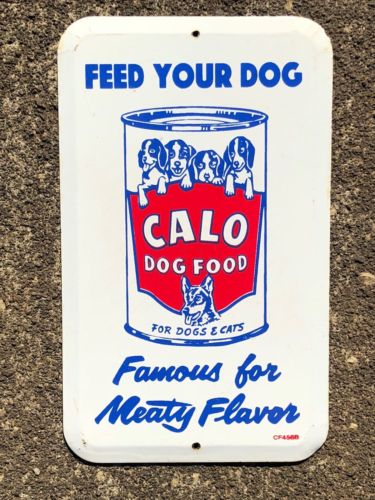 FEED YOUR DOG
CALO
DOG FOOD
FOR DOGS & CATS
Famous for
Meaty Flavor
CF456B